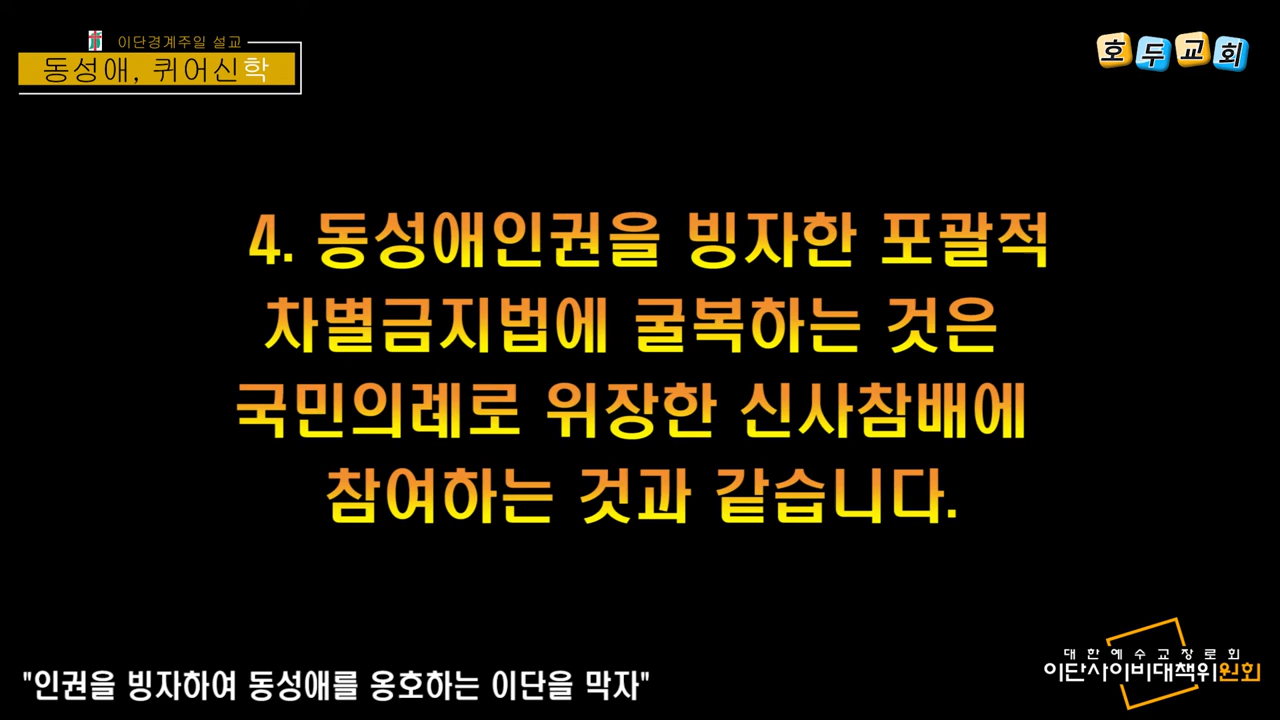 이단경계주일 설교
동성애, 퀴어신학
호두교회
4. 동성애인권을 빙자한 포괄적
차별금지법에 굴복하는 것은
국민의례로 위장한 신사참배에
참여하는 것과 같습니다.
"인권을 빙자하여 동성애를 옹호하는 이단을 막자"
대한예수교장로회
이단사이비대책위원회